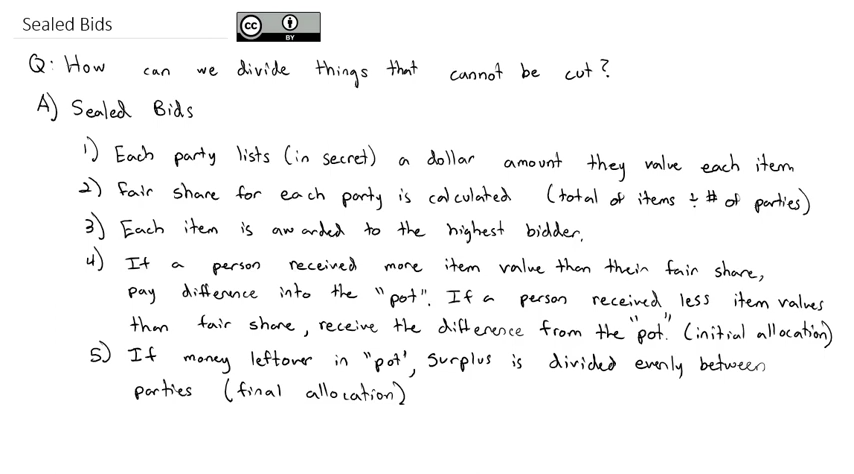 Sealed Bids
cc BY
Q: How can we divide things that cannot be cut?
A) Sealed Bids
1) Each party lists (in secret) a dollar amount they value each item
2) Fair share for each party is calculated (total of items ÷ # of parties)
3) Each item is awarded to the highest bidder.
4) If a person received more item value than their fair share,
pay difference into the "pot". If a person received less item values
than fair share, receive the difference from the "pot." (initial allocation)
5) If money leftover in "pot", surplus is divided evenly between
parties (final allocation)